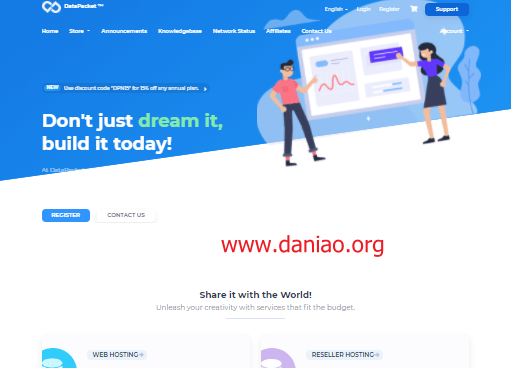 DataPacket ™
English Login Register Support
Home Store Announcements Knowledgebase Network Status Affiliates Contact Us Account
NEW Use discount code "DPN15" for 15% off any annual plan.
Don't just dream it,
build it today!
REGISTER CONTACT US
www.daniao.org
Share it with the World!
Unleash your creativity with services that fit the budget.
WEB HOSTING RESELLER HOSTING